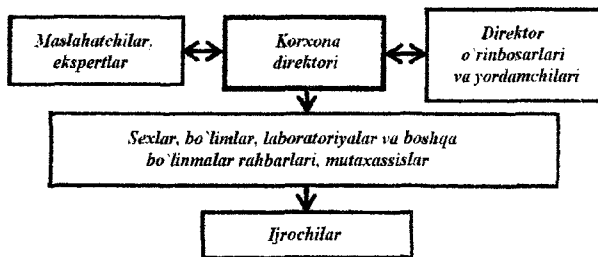 Maslahatchilar,
ekspertlar
Korxona
direktori
Direktor
o`rinbosarlari
va yordamchilari
Sexlar, bo`limlar, laboratoriyalar va boshqa
bo`linmalar rahbarlari, mutaxassislar
Ijrochilar